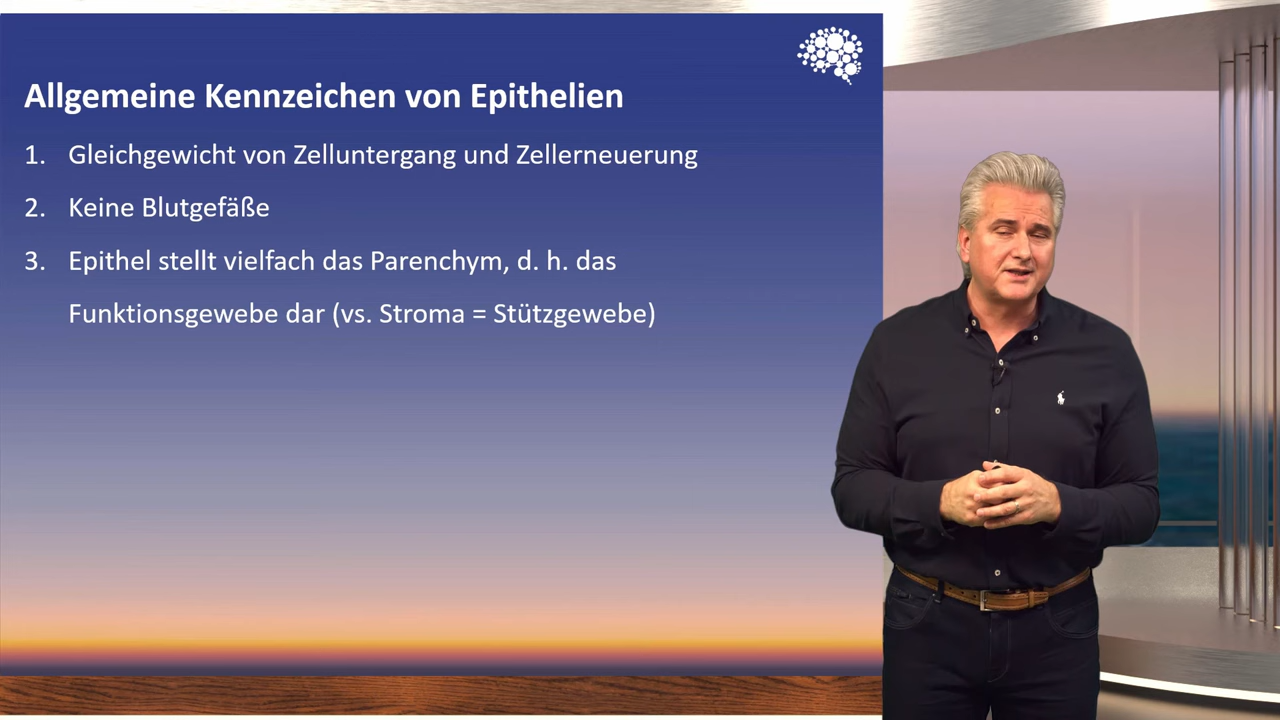 Allgemeine Kennzeichen von Epithelien
1. Gleichgewicht von Zelluntergang und Zellerneuerung
2. Keine Blutgefäße
3. Epithel stellt vielfach das Parenchym, d. h. das
Funktionsgewebe dar (vs. Stroma = Stützgewebe)